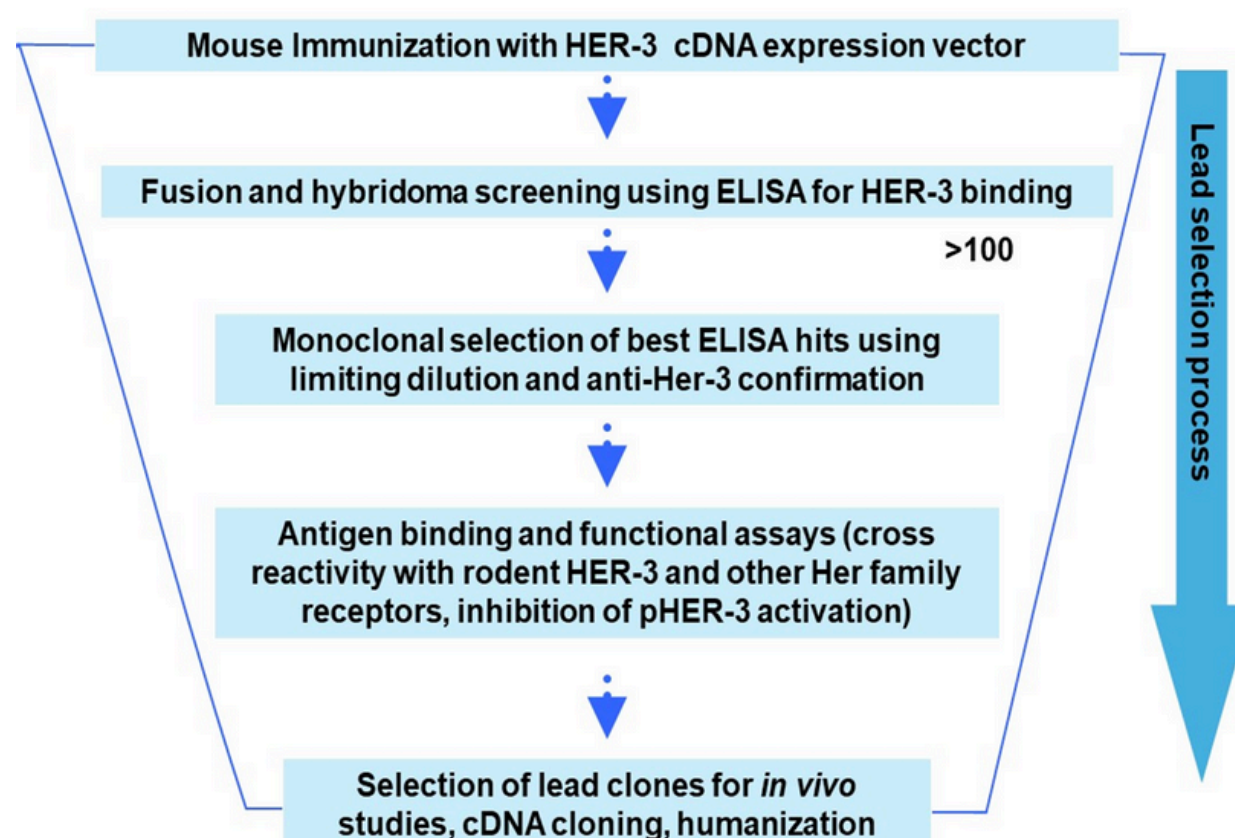 Mouse Immunization with HER-3 cDNA expression vector
Fusion and hybridoma screening using ELISA for HER-3 binding
>100
Monoclonal selection of best ELISA hits using
limiting dilution and anti-Her-3 confirmation
Antigen binding and functional assays (cross
reactivity with rodent HER-3 and other Her family
receptors, inhibition of pHER-3 activation)
Selection of lead clones for in vivo
studies, cDNA cloning, humanization
Lead selection process